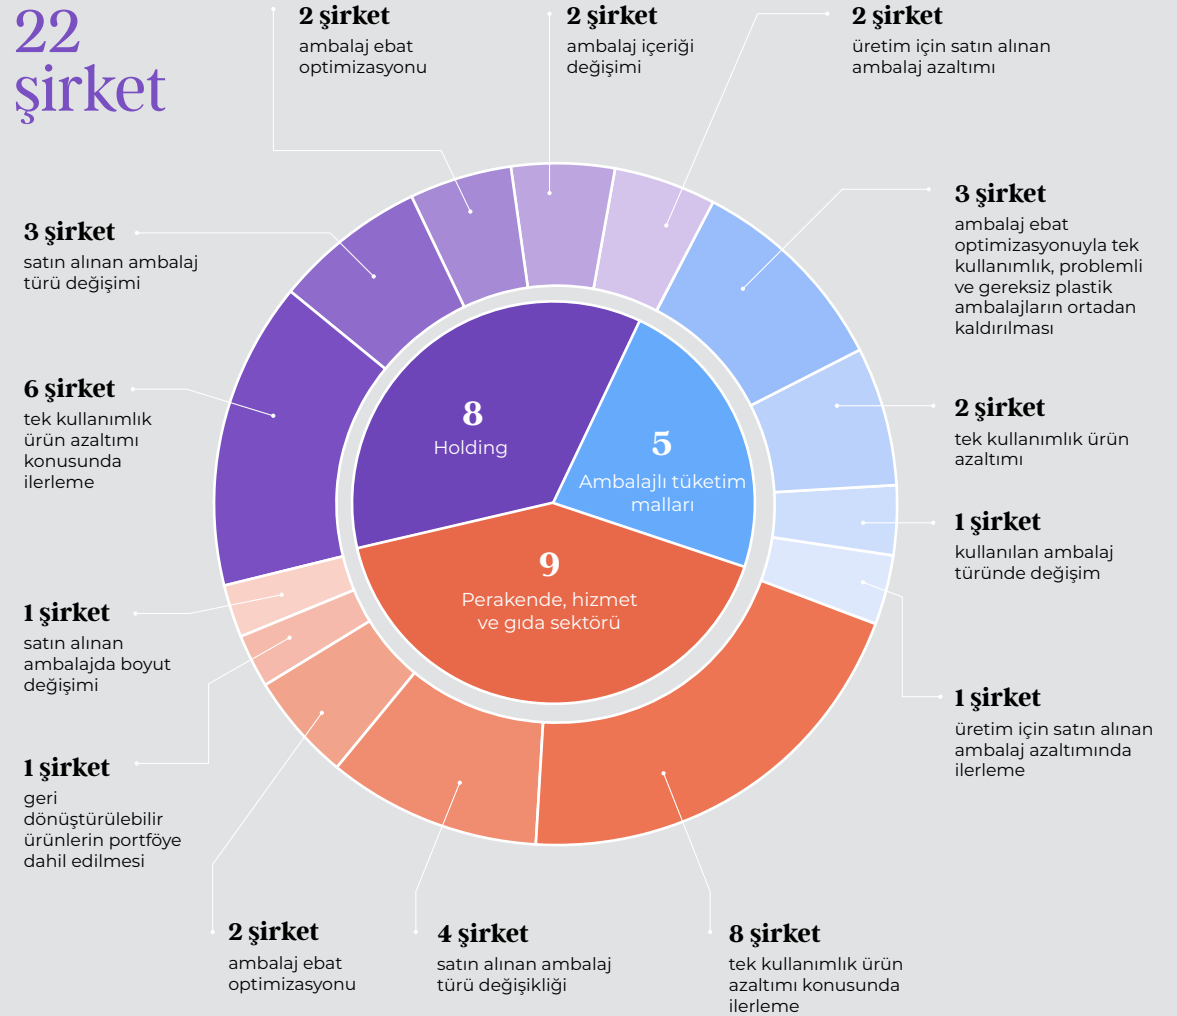 22
şirket
2 şirket
ambalaj ebat
optimizasyonu
2 şirket
ambalaj içeriği
değişimi
2 şirket
üretim için satın alınan
ambalaj azaltımı
3 şirket
ambalaj ebat
optimizasyonuyla tek
kullanımlık, problemli
ve gereksiz plastik
ambalajların ortadan
kaldırılması
2 şirket
tek kullanımlık ürün
azaltımı
1 şirket
kullanılan ambalaj
türünde değişim
1 şirket
üretim için satın alınan
ambalaj azaltımında
ilerleme
8 şirket
tek kullanımlık ürün
azaltımı konusunda
ilerleme
4 şirket
satın alınan ambalaj
türü değişikliği
2 şirket
ambalaj ebat
optimizasyonu
1 şirket
geri
dönüştürülebilir
ürünlerin portföye
dahil edilmesi
1 şirket
satın alınan
ambalajda boyut
değişimi
6 şirket
tek kullanımlık
ürün azaltımı
konusunda
ilerleme
3 şirket
satın alınan ambalaj
türü değişimi
8
Holding
5
Ambalajlı tüketim
malları
9
Perakende, hizmet
ve gıda sektörü